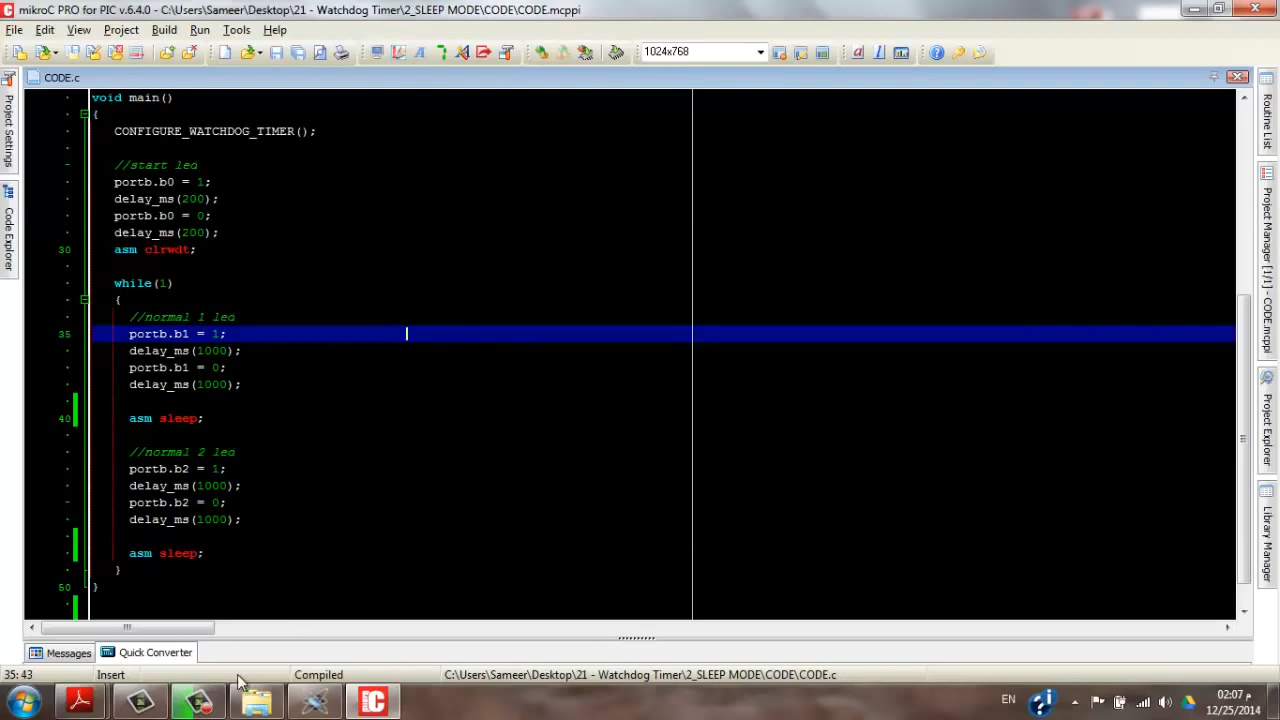 mikroC PRO for PIC v.6.4.0 - C:\Users\Sameer\Desktop\21 - Watchdog Timer\2_SLEEP MODE\CODE\CODE.mcppi
File Edit View Project Build Run Tools Help
1024x768
CODE.c
Project Settings
Code Explorer
void main()
{
CONFIGURE_WATCHDOG_TIMER();
//start led
portb.b0 = 1;
delay_ms(200);
portb.b0 = 0;
delay_ms(200);
30 asm clrwdt;
while(1)
{
//normal 1 led
35 portb.b1 = 1;
delay_ms(1000);
portb.b1 = 0;
delay_ms(1000);
40 asm sleep;
//normal 2 led
portb.b2 = 1;
delay_ms(1000);
portb.b2 = 0;
delay_ms(1000);
asm sleep;
}
50 }
Routine List
Project Manager [1/1] - CODE.mcppi
Project Explorer
Library Manager
Messages Quick Converter
35:43 Insert Compiled C:\Users\Sameer\Desktop\21 - Watchdog Timer\2_SLEEP MODE\CODE\CODE.c
EN
02:07 م
12/25/2014